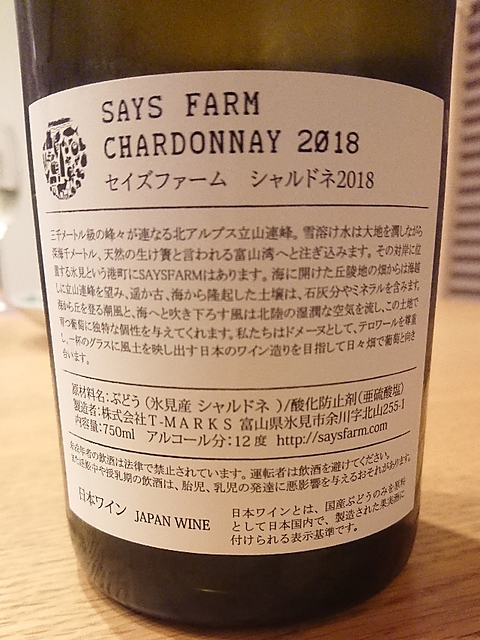 SAYS FARM
CHARDONNAY 2018
セイズファーム シャルドネ2018
三千メートル級の峰々が連なる北アルプス立山連峰。雪溶け水は大地を潤しながら
深海千メートル、天然の生け簀と言われる富山湾へと注ぎ込みます。その対岸に位
置する氷見という港町にSAYSFARMはあります。海に開けた丘陵地の畑からは海越
しに立山連峰を望み、遥か古、海から隆起した土壌は、石灰分やミネラルを含みます。
海から丘を登る潮風と、海へと吹き下ろす風は北陸の湿潤な空気を流し、この土地で
育つ葡萄に独特な個性を与えてくれます。私たちはドメーヌとして、テロワールを尊重
し、一杯のグラスに風土を映し出す日本のワイン造りを目指して日々畑で葡萄と向き
合います。
原材料名：ぶどう（氷見産 シャルドネ）/酸化防止剤（亜硫酸塩）
製造者：株式会社T-MARKS 富山県氷見市余川字北山255-1
内容量：750ml アルコール分：12度 http://saysfarm.com
未成年者の飲酒は法律で禁止されています。運転者は飲酒を避けてください。
また妊娠中や授乳期の飲酒は、胎児、乳児の発達に悪影響を与えるおそれがあります。
日本ワイン JAPAN WINE
日本ワインとは、国産ぶどうのみを原料
として日本国内で、製造された果実酒に
付けられる表示基準です。